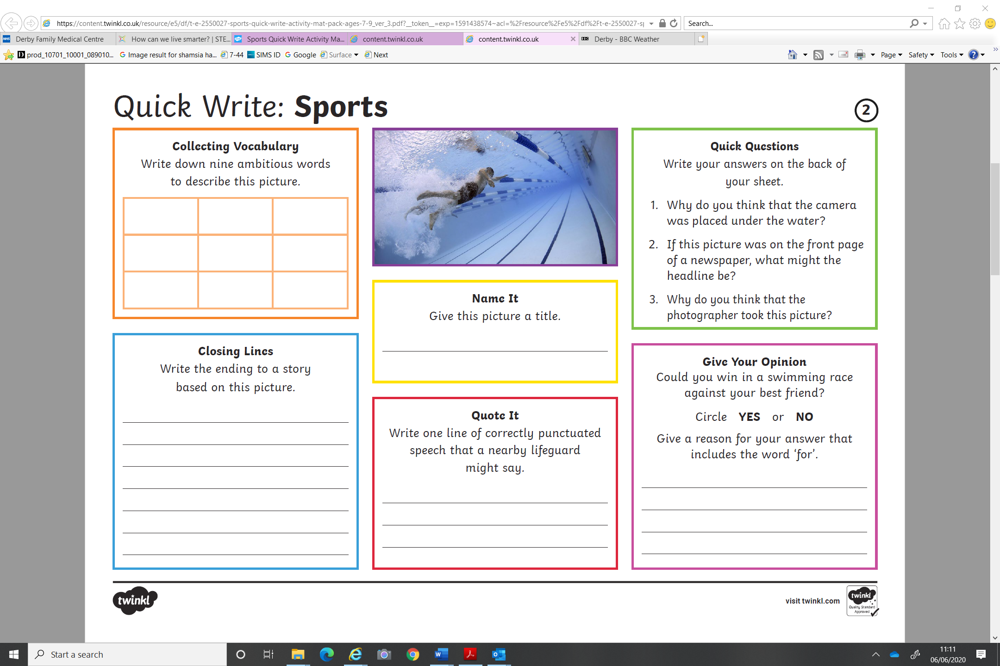 https://content.twinkl.co.uk/resource/e5/df/t-e-2550027-sports-quick-write-activity-mat-pack-ages-7-9_ver_3.pdf?__token__=exp=1591438574~acl=%2Fresource%2Fe5%2Fdf%2Ft-e-2550027-s
Search...
NHS Derby Family Medical Centre
How can we live smarter? | STE...
Sports Quick Write Activity Ma...
content.twinkl.co.uk
content.twinkl.co.uk
BBC Derby - BBC Weather
prod_10701_10001_089010... Image result for shamsia ha... 7-44 SIMS ID Google Surface Next
Page Safety Tools
Quick Write: Sports
2
Collecting Vocabulary
Write down nine ambitious words
to describe this picture.
Closing Lines
Write the ending to a story
based on this picture.
Name It
Give this picture a title.
Quote It
Write one line of correctly punctuated
speech that a nearby lifeguard
might say.
Quick Questions
Write your answers on the back of
your sheet.
1. Why do you think that the camera
was placed under the water?
2. If this picture was on the front page
of a newspaper, what might the
headline be?
3. Why do you think that the
photographer took this picture?
Give Your Opinion
Could you win in a swimming race
against your best friend?
Circle YES or NO
Give a reason for your answer that
includes the word ‘for’.
twinkl
visit twinkl.com
twinkl
Quality Standard
Approved
Start a search
11:11
06/06/2020